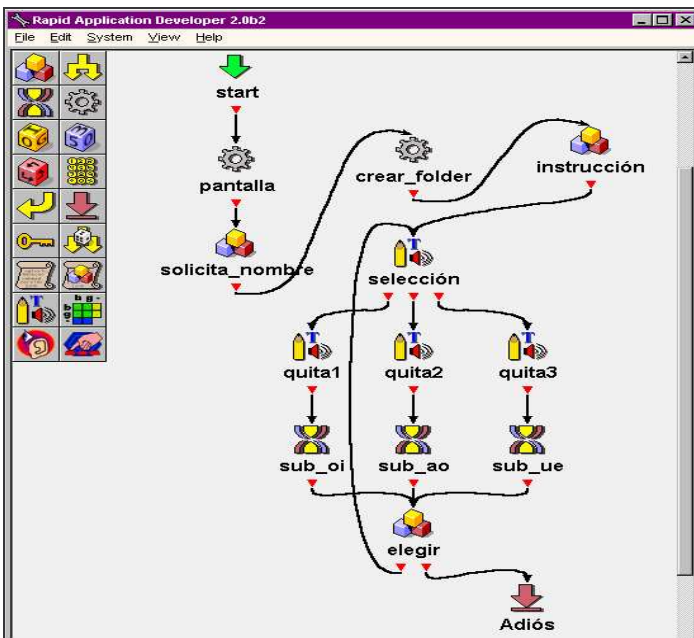 Rapid Application Developer 2.0b2
File Edit System View Help
start
pantalla
solicita_nombre
crear_folder
instrucción
selección
quita1
quita2
quita3
sub_oi
sub_ao
sub_ue
elegir
Adiós